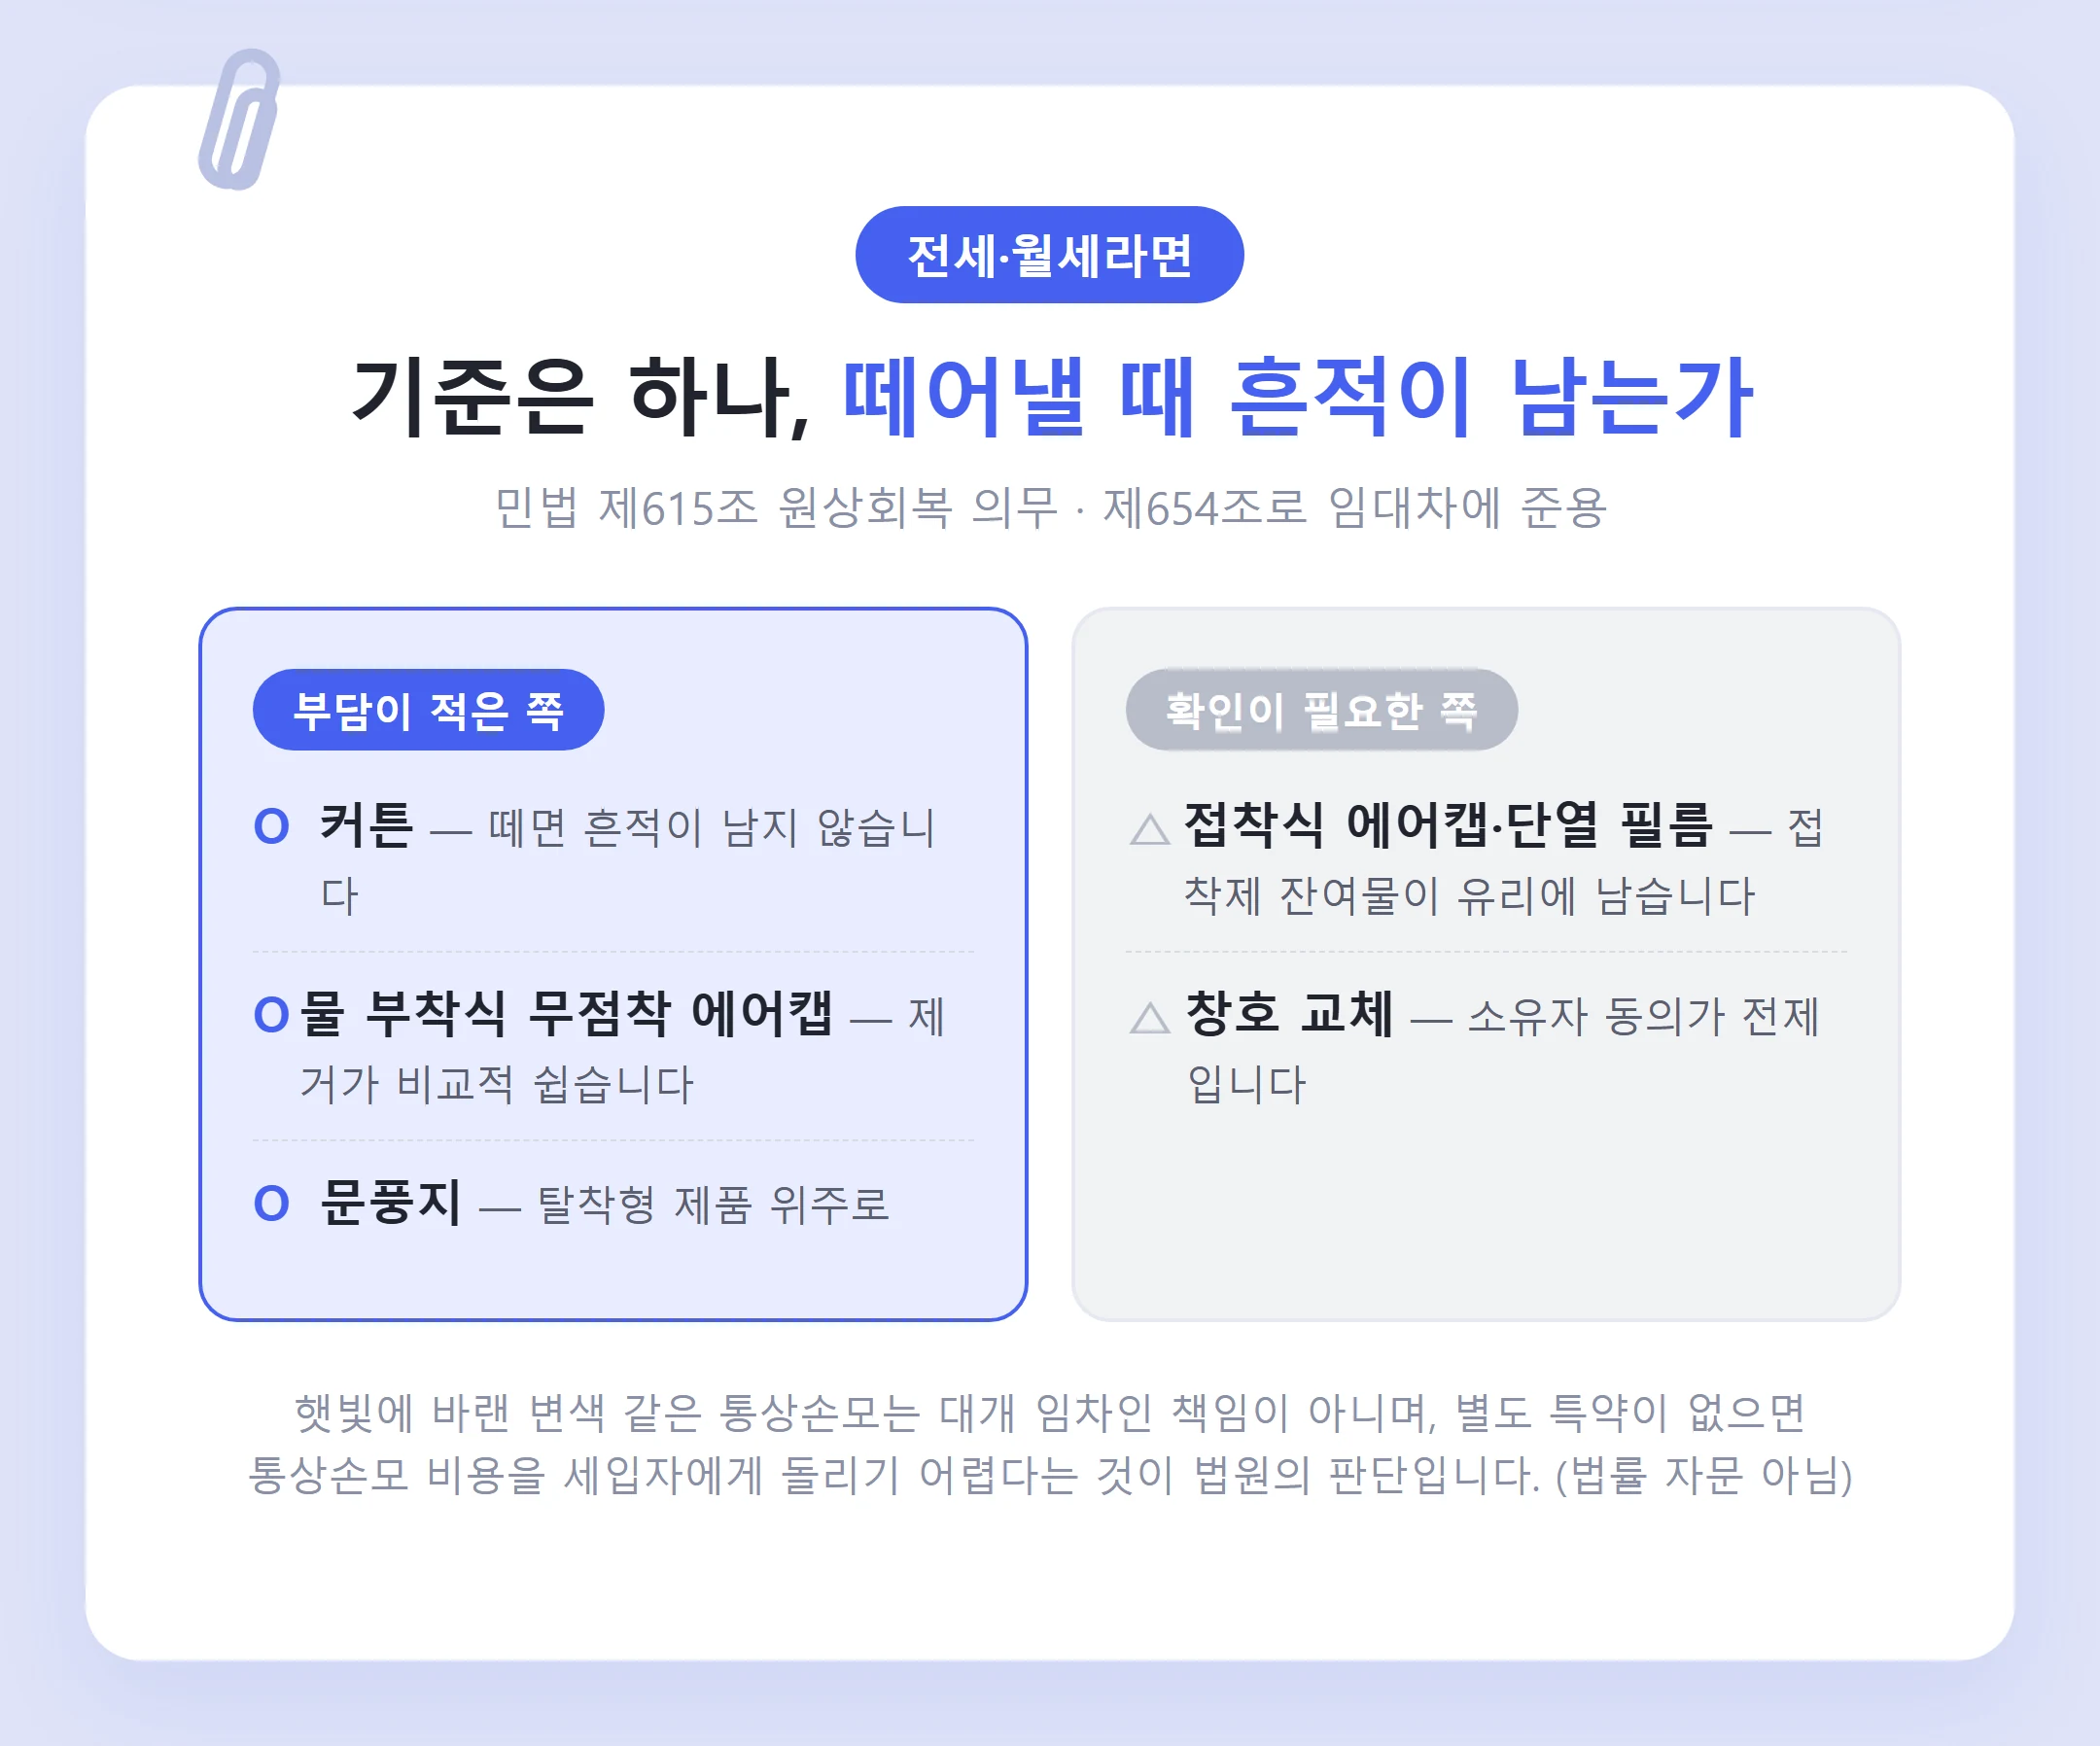 전세·월세라면
기준은 하나, 떼어낼 때 흔적이 남는가
민법 제615조 원상회복 의무 · 제654조로 임대차에 준용
부담이 적은 쪽
O 커튼 — 떼면 흔적이 남지 않습니
다
O 물 부착식 무점착 에어캡 — 제
거가 비교적 쉽습니다
O 문풍지 — 탈착형 제품 위주로
확인이 필요한 쪽
△ 접착식 에어캡·단열 필름 — 접
착제 잔여물이 유리에 남습니다
△ 창호 교체 — 소유자 동의가 전제
입니다
햇빛에 바랜 변색 같은 통상손모는 대개 임차인 책임이 아니며, 별도 특약이 없으면
통상손모 비용을 세입자에게 돌리기 어렵다는 것이 법원의 판단입니다. (법률 자문 아님)